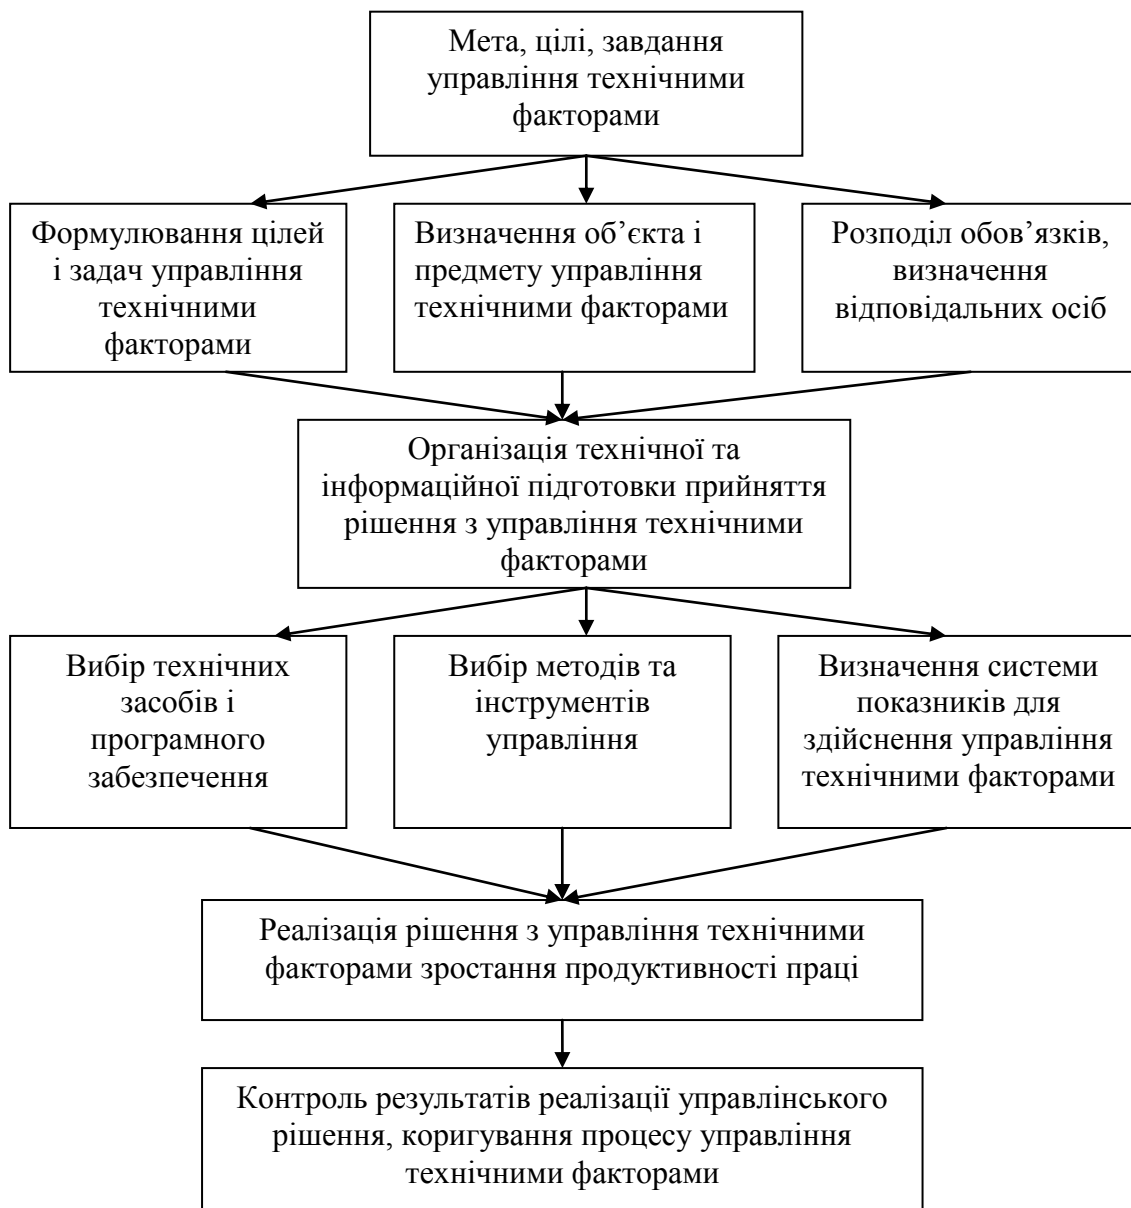 Мета, цілі, завдання
управління технічними
факторами
Формулювання цілей
і задач управління
технічними
факторами
Визначення об’єкта і
предмету управління
технічними факторами
Розподіл обов’язків,
визначення
відповідальних осіб
Організація технічної та
інформаційної підготовки прийняття
рішення з управління технічними
факторами
Вибір технічних
засобів і
програмного
забезпечення
Вибір методів та
інструментів
управління
Визначення системи
показників для
здійснення управління
технічними факторами
Реалізація рішення з управління технічними
факторами зростання продуктивності праці
Контроль результатів реалізації управлінського
рішення, коригування процесу управління
технічними факторами